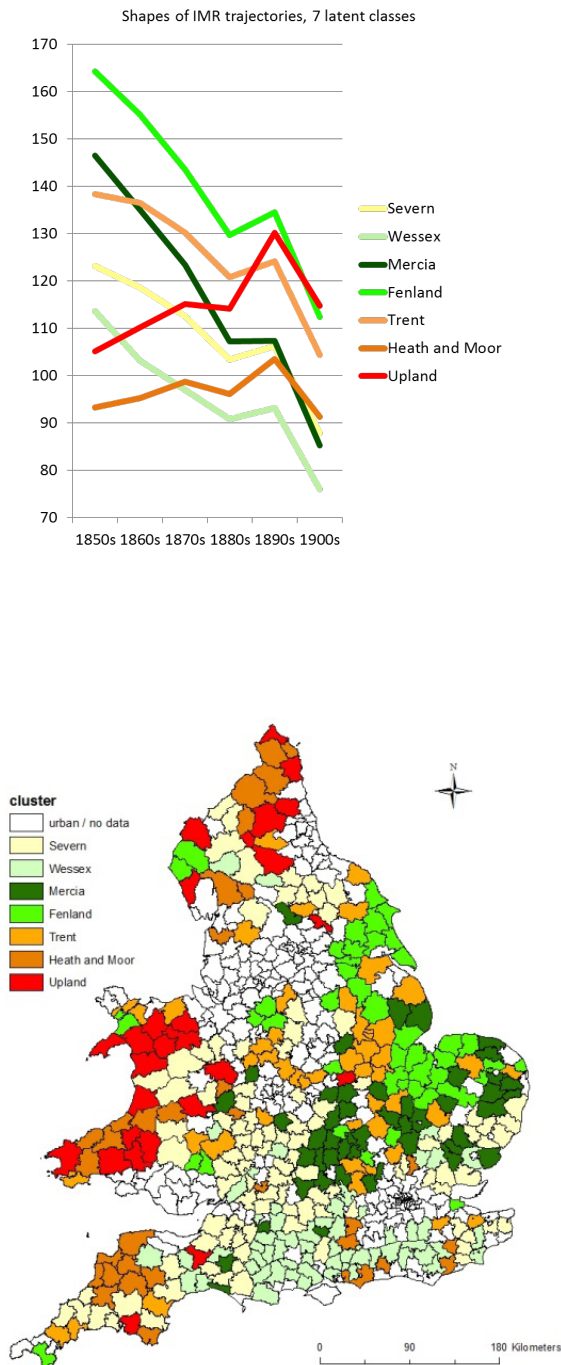 Shapes of IMR trajectories, 7 latent classes
170
160
150
140
130
120
110
100
90
80
70
1850s 1860s 1870s 1880s 1890s 1900s
Severn
Wessex
Mercia
Fenland
Trent
Heath and Moor
Upland
N
cluster
urban / no data
Severn
Wessex
Mercia
Fenland
Trent
Heath and Moor
Upland
0 90 180 Kilometers